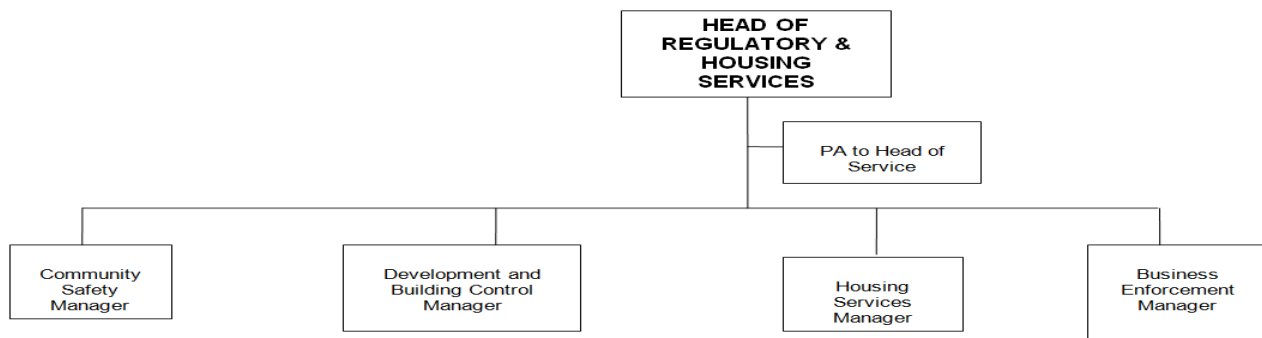 HEAD OF
REGULATORY &
HOUSING
SERVICES
PA to Head of
Service
Community
Safety
Manager
Development and
Building Control
Manager
Housing
Services
Manager
Business
Enforcement
Manager